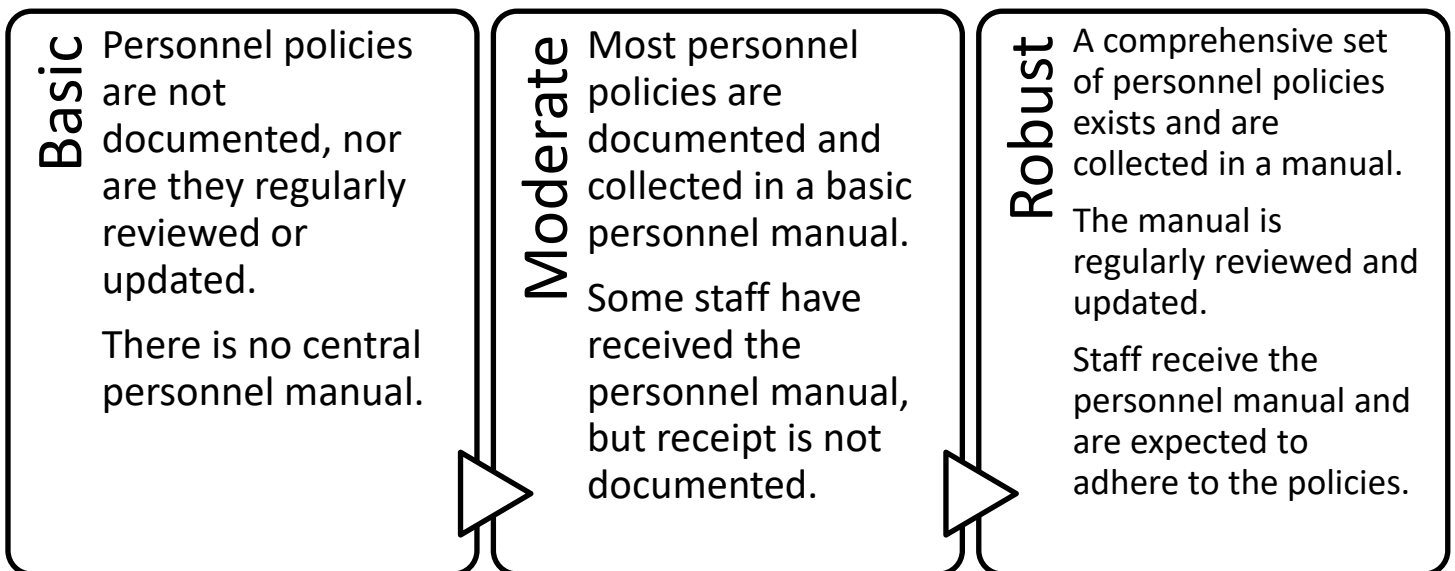 Basic
Personnel policies
are not
documented, nor
are they regularly
reviewed or
updated.
There is no central
personnel manual.
Moderate
Most personnel
policies are
documented and
collected in a basic
personnel manual.
Some staff have
received the
personnel manual,
but receipt is not
documented.
Robust
A comprehensive set
of personnel policies
exists and are
collected in a manual.
The manual is
regularly reviewed and
updated.
Staff receive the
personnel manual and
are expected to
adhere to the policies.